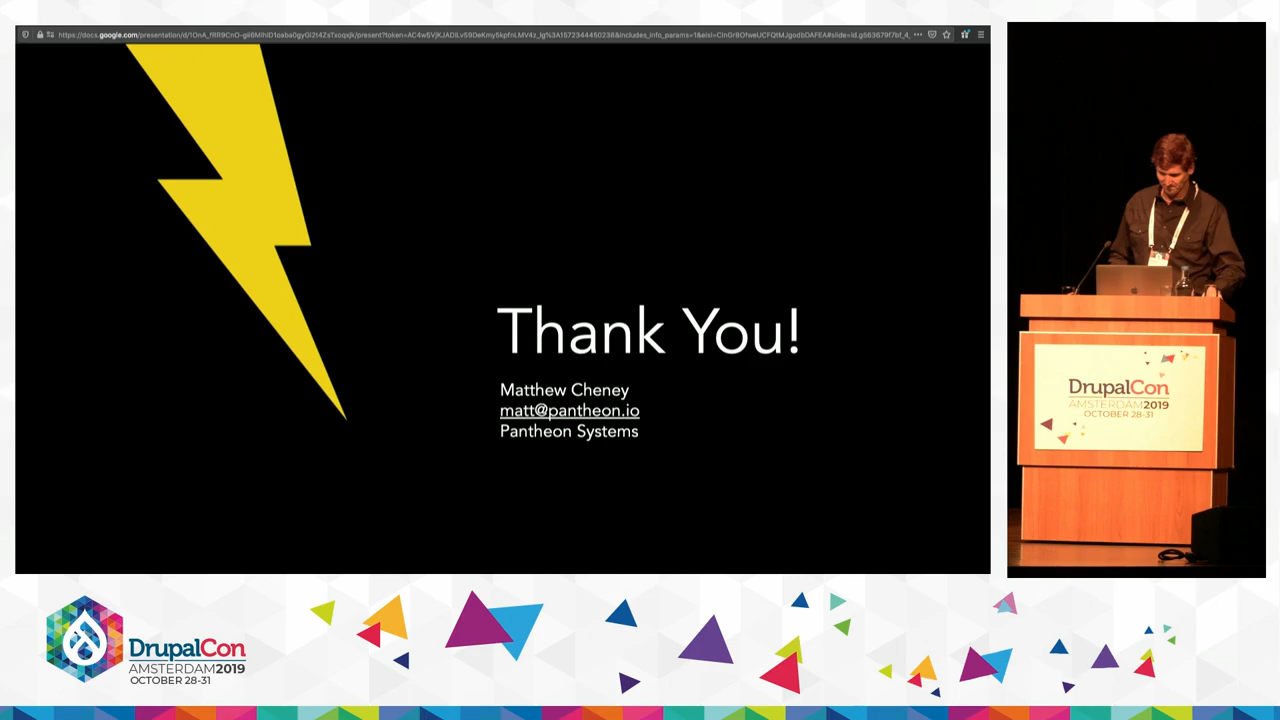 Thank You!
Matthew Cheney
matt@pantheon.io
Pantheon Systems
DrupalCon
AMSTERDAM2019
OCTOBER 28-31
DrupalCon
AMSTERDAM2019
OCTOBER 28-31